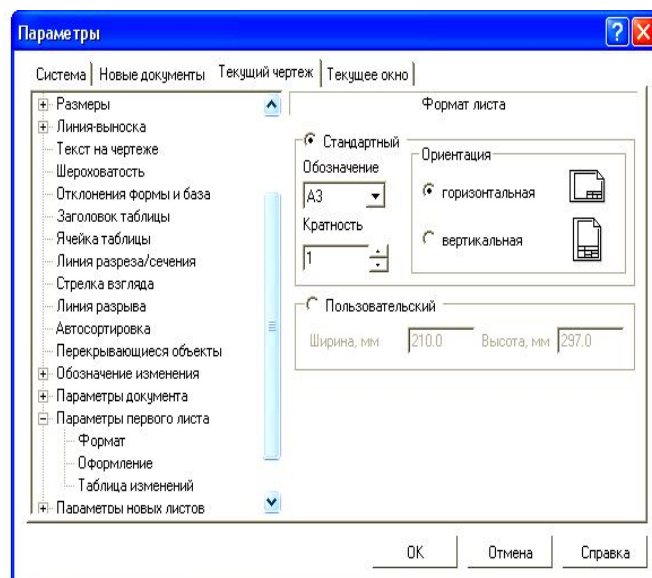 Параметры
Система
Новые документы
Текущий чертеж
Текущее окно
Размеры
Линия-выноска
Текст на чертеже
Шероховатость
Отклонения формы и база
Заголовок таблицы
Ячейка таблицы
Линия разреза/сечения
Стрелка взгляда
Линия разрыва
Автосортировка
Перекрывающиеся объекты
Обозначение изменения
Параметры документа
Параметры первого листа
Формат
Оформление
Таблица изменений
Параметры новых листов
Формат листа
Стандартный
Обозначение
А3
Кратность
1
Ориентация
горизонтальная
вертикальная
Пользовательский
Ширина, мм 210.0 Высота, мм 297.0
OK Отмена Справка